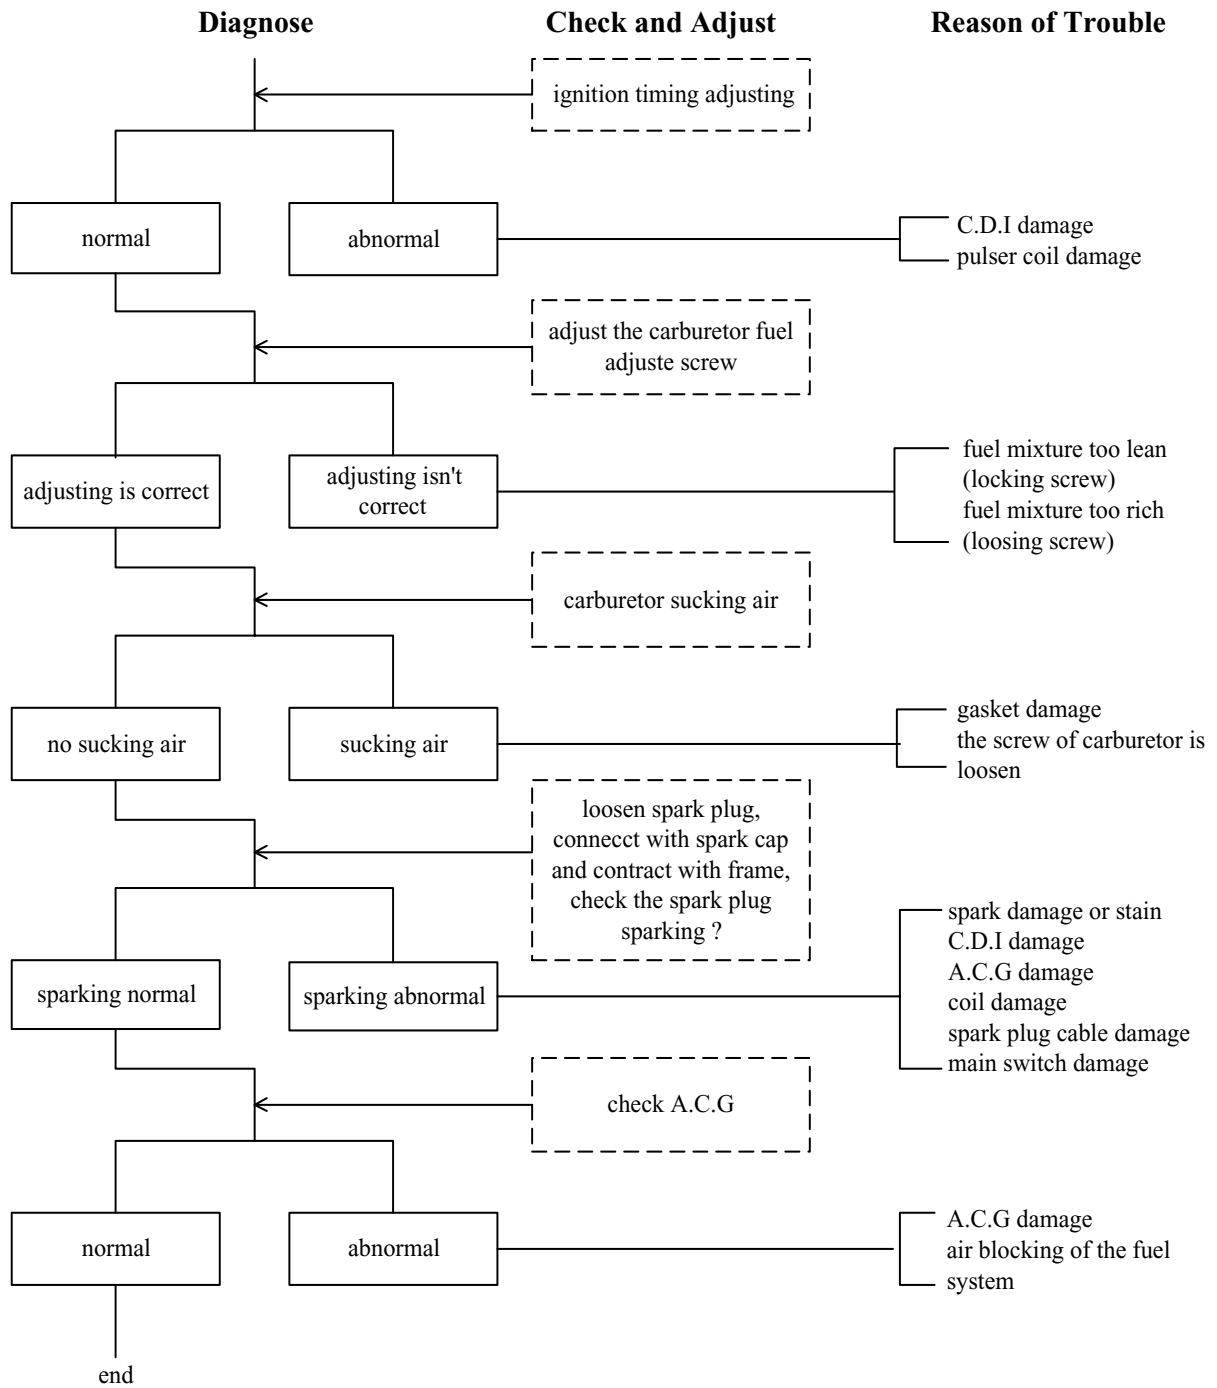 Diagnose
Check and Adjust
Reason of Trouble
ignition timing adjusting
normal
abnormal
C.D.I damage
pulser coil damage
adjust the carburetor fuel
adjuste screw
adjusting is correct
adjusting isn't
correct
fuel mixture too lean
(locking screw)
fuel mixture too rich
(loosing screw)
carburetor sucking air
no sucking air
sucking air
gasket damage
the screw of carburetor is
loosen
loosen spark plug,
connecct with spark cap
and contract with frame,
check the spark plug
sparking ?
sparking normal
sparking abnormal
spark damage or stain
C.D.I damage
A.C.G damage
coil damage
spark plug cable damage
main switch damage
check A.C.G
normal
abnormal
A.C.G damage
air blocking of the fuel
system
end